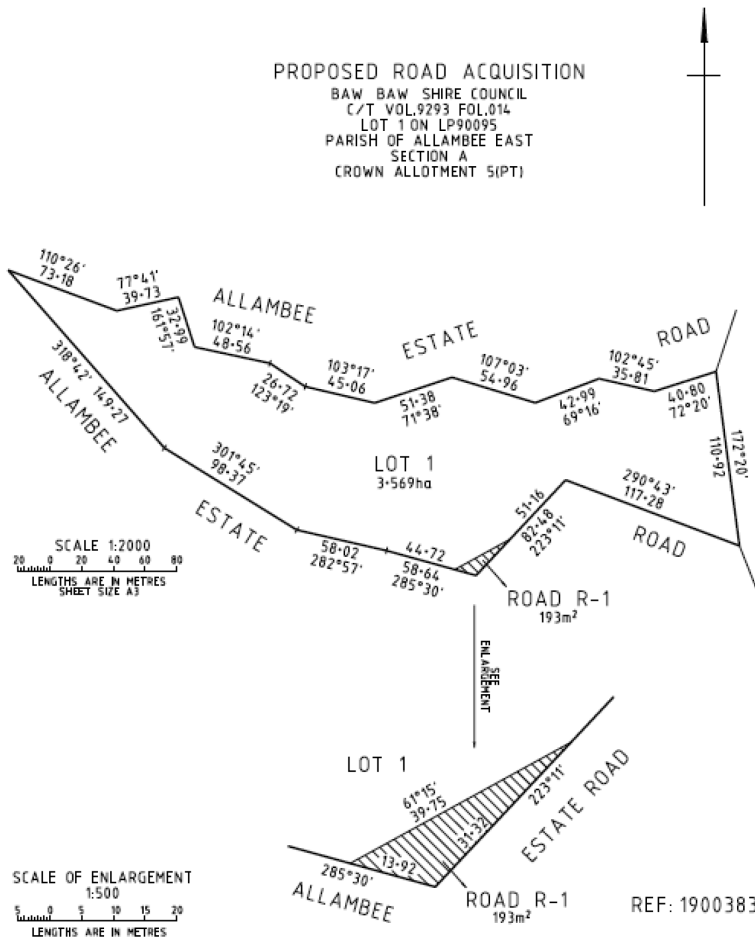 PROPOSED ROAD ACQUISITION
BAW BAW SHIRE COUNCIL
C/T VOL.9293 FOL.014
LOT 1 ON LP90095
PARISH OF ALLAMBEE EAST
SECTION A
CROWN ALLOTMENT 5(PT)
110°26'
73·18
77°41'
39·73
32·99
161°57'
ALLAMBEE
102°14'
48·56
26·72
123°19'
ESTATE
103°17'
45·06
51·38
71°38'
107°03'
54·96
42·99
69°16'
ROAD
102°45'
35·81
40·80
72°20'
172°20'
110·92
318°42' 149·27
ALLAMBEE
LOT 1
3·569ha
301°45'
98·37
ESTATE
58·02
282°57'
44·72
58·64
285°30'
51·16
82·48
223°11'
290°43'
117·28
ROAD
ROAD R-1
193m²
SCALE 1:2000
20 0 20 40 60 80
LENGTHS ARE IN METRES
SHEET SIZE A3
SEE
ENLARGEMENT
LOT 1
61°15'
39·75
31·32
223°11'
ESTATE ROAD
13·92
285°30'
ALLAMBEE
ROAD R-1
193m²
SCALE OF ENLARGEMENT
1:500
5 0 5 10 15 20
LENGTHS ARE IN METRES
REF: 1900383